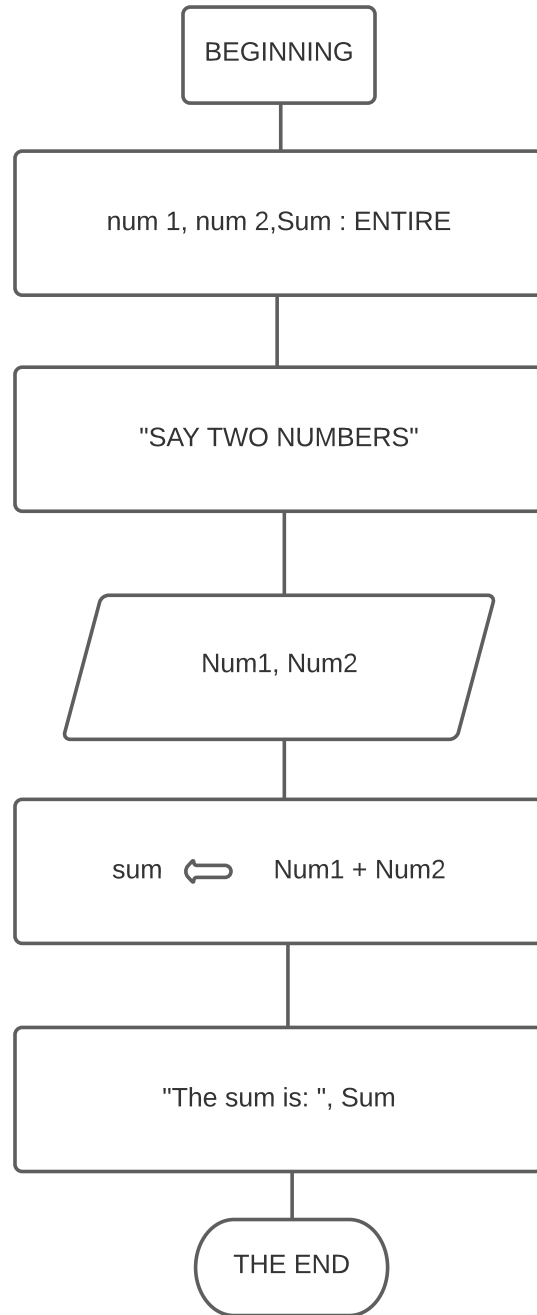 BEGINNING
num 1, num 2,Sum : ENTIRE
"SAY TWO NUMBERS"
Num1, Num2
sum Num1 + Num2
"The sum is: ", Sum
THE END